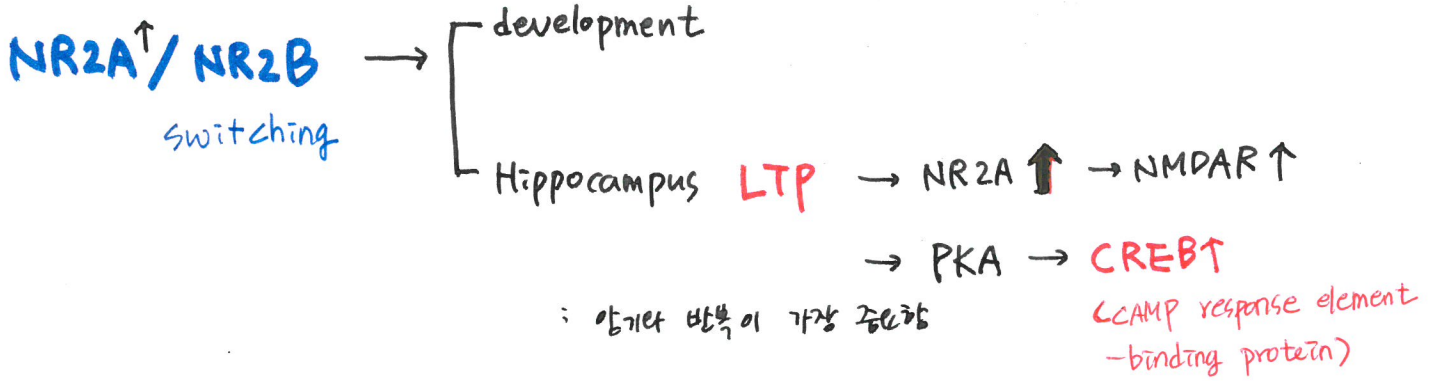 NR2A↑/ NR2B → development
switching
Hippocampus LTP → NR2A ↑ → NMDAR ↑
→ PKA → CREB↑
: 암기라 반복이 가장 중요함
(CAMP response element
-binding protein)